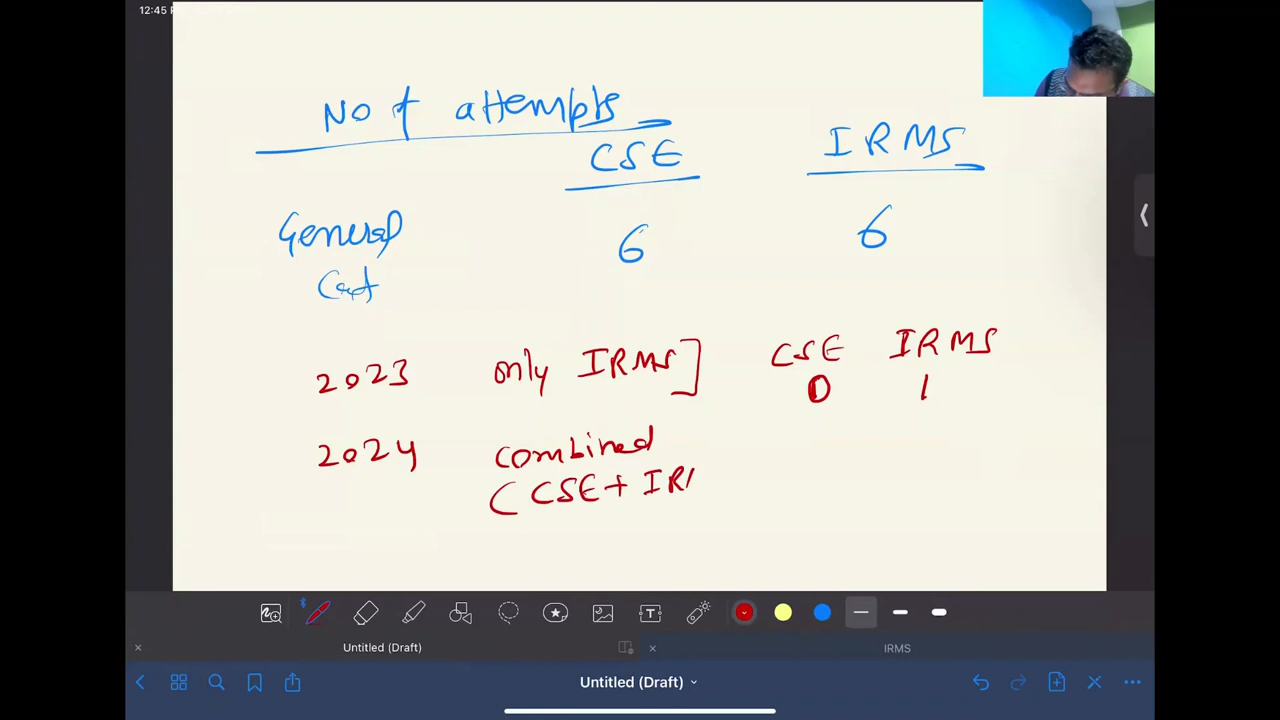 12:45
No of attempts
CSE IRMS
General 6 6
Cat
2023 only IRMS] CSE IRMS
0 1
2024 combined
(CSE+IR
Untitled (Draft) IRMS
Untitled (Draft)